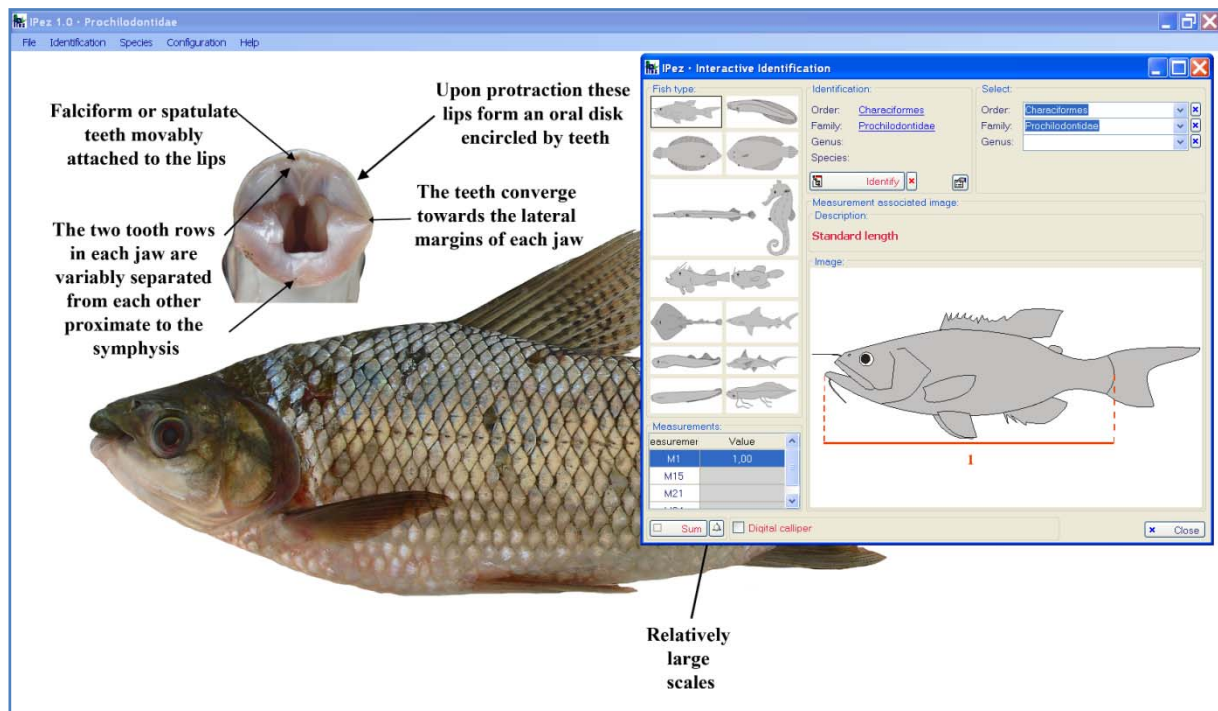 IPez 1.0 - Prochilodontidae
File Identification Species Configuration Help
Falciform or spatulate
teeth movably
attached to the lips
Upon protraction these
lips form an oral disk
encircled by teeth
The teeth converge
towards the lateral
margins of each jaw
The two tooth rows
in each jaw are
variably separated
from each other
proximate to the
symphysis
Relatively
large
scales
IPez - Interactive Identification
Fish type:
Identification:
Order: Characiformes
Family: Prochilodontidae
Genus:
Species:
Identify
Select:
Order: Characiformes
Family: Prochilodontidae
Genus:
Measurement associated image:
Description:
Standard length
Image:
1
Measurements:
easuremer Value
M1 1,00
M15
M21
Sum Digital calliper
Close